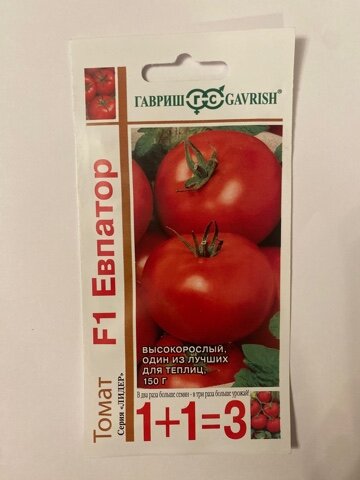 ГАВРИШ ГС GAVRISH®
Томат F1 Евпатор
Серия «ЛИДЕР»
ВЫСОКОРОСЛЫЙ,
ОДИН ИЗ ЛУЧШИХ
ДЛЯ ТЕПЛИЦ,
150 Г
В два раза больше семян - в три раза больше урожай!
1+1=3